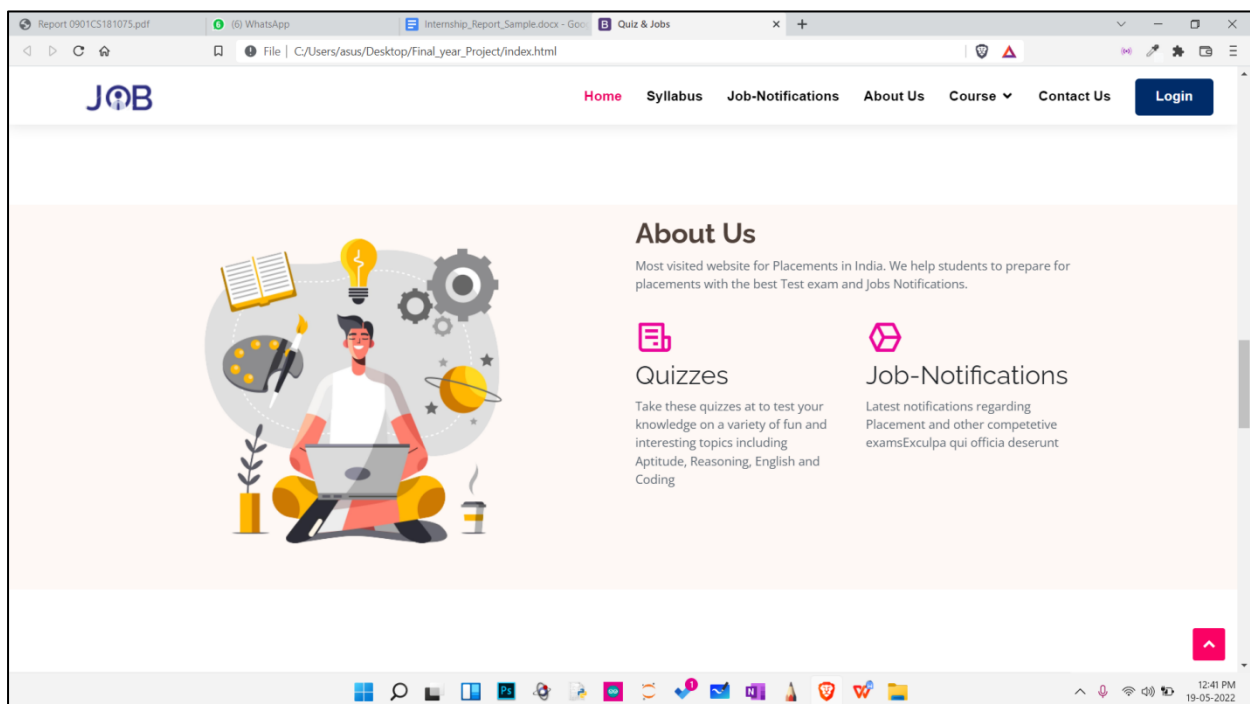 Report 0901CS181075.pdf
(6) WhatsApp
Internship_Report_Sample.docx - Goo
Quiz & Jobs
File | C:/Users/asus/Desktop/Final_year_Project/index.html
JOB
Home Syllabus Job-Notifications About Us Course Contact Us Login
About Us
Most visited website for Placements in India. We help students to prepare for
placements with the best Test exam and Jobs Notifications.
Quizzes
Take these quizzes at to test your
knowledge on a variety of fun and
interesting topics including
Aptitude, Reasoning, English and
Coding
Job-Notifications
Latest notifications regarding
Placement and other competetive
examsExculpa qui officia deserunt
12:41 PM
19-05-2022